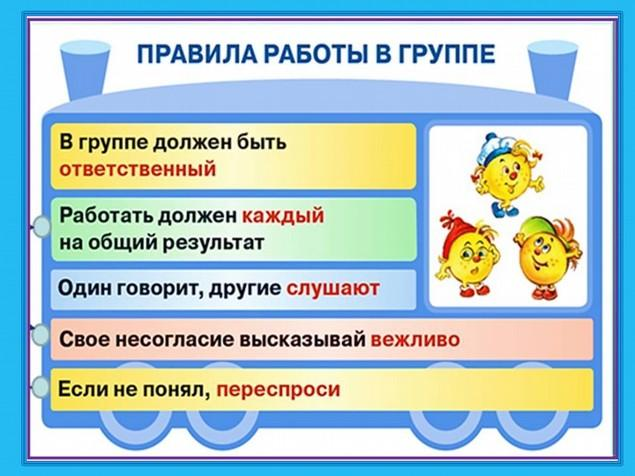 ПРАВИЛА РАБОТЫ В ГРУППЕ
В группе должен быть
ответственный
Работать должен каждый
на общий результат
Один говорит, другие слушают
Свое несогласие высказывай вежливо
Если не понял, переспроси